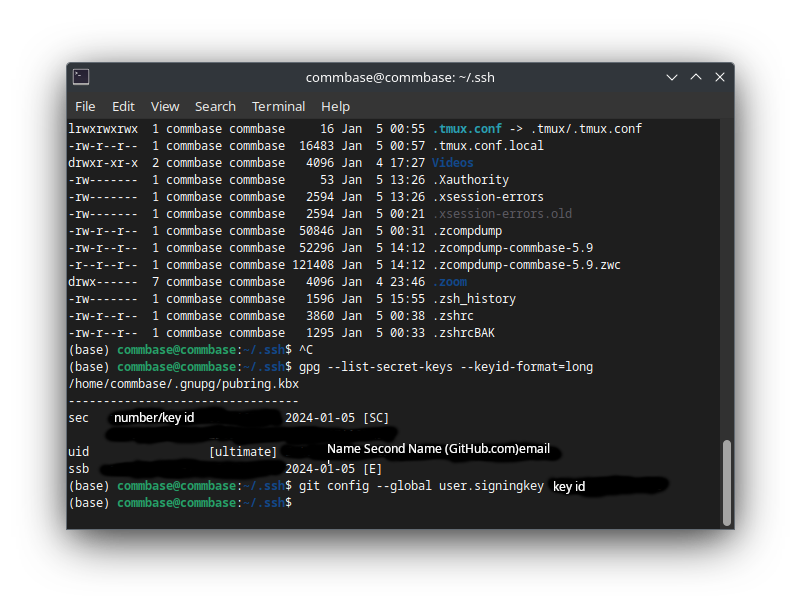 commbase@commbase: ~/.ssh
File Edit View Search Terminal Help
lrwxrwxrwx 1 commbase commbase 16 Jan 5 00:55 .tmux.conf -> .tmux/.tmux.conf
-rw-r--r-- 1 commbase commbase 16483 Jan 5 00:57 .tmux.conf.local
drwxr-xr-x 2 commbase commbase 4096 Jan 4 17:27 Videos
-rw------- 1 commbase commbase 53 Jan 5 13:26 .Xauthority
-rw------- 1 commbase commbase 2594 Jan 5 13:26 .xsession-errors
-rw------- 1 commbase commbase 2594 Jan 5 00:21 .xsession-errors.old
-rw-r--r-- 1 commbase commbase 50846 Jan 5 00:31 .zcompdump
-rw-r--r-- 1 commbase commbase 52296 Jan 5 14:12 .zcompdump-commbase-5.9
-r--r--r-- 1 commbase commbase 121408 Jan 5 14:12 .zcompdump-commbase-5.9.zwc
drwx------ 7 commbase commbase 4096 Jan 4 23:46 .zoom
-rw------- 1 commbase commbase 1596 Jan 5 15:55 .zsh_history
-rw-r--r-- 1 commbase commbase 3860 Jan 5 00:38 .zshrc
-rw-r--r-- 1 commbase commbase 1295 Jan 5 00:33 .zshrcBAK
(base) commbase@commbase:~/.ssh$ ^C
(base) commbase@commbase:~/.ssh$ gpg --list-secret-keys --keyid-format=long
/home/commbase/.gnupg/pubring.kbx
---------------------------------
sec number/key id 2024-01-05 [SC]
uid [ultimate] Name Second Name (GitHub.com)email
ssb 2024-01-05 [E]
(base) commbase@commbase:~/.ssh$ git config --global user.signingkey key id
(base) commbase@commbase:~/.ssh$